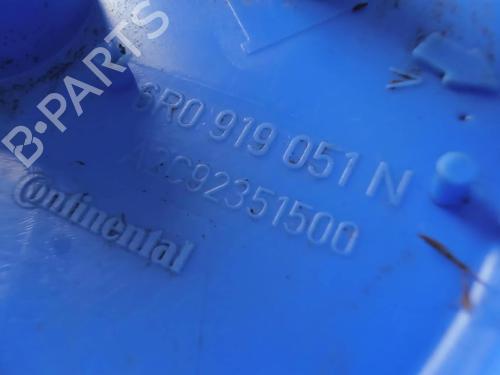 6R0 919 051 N
A2C92351500
Continental
B-PARTS